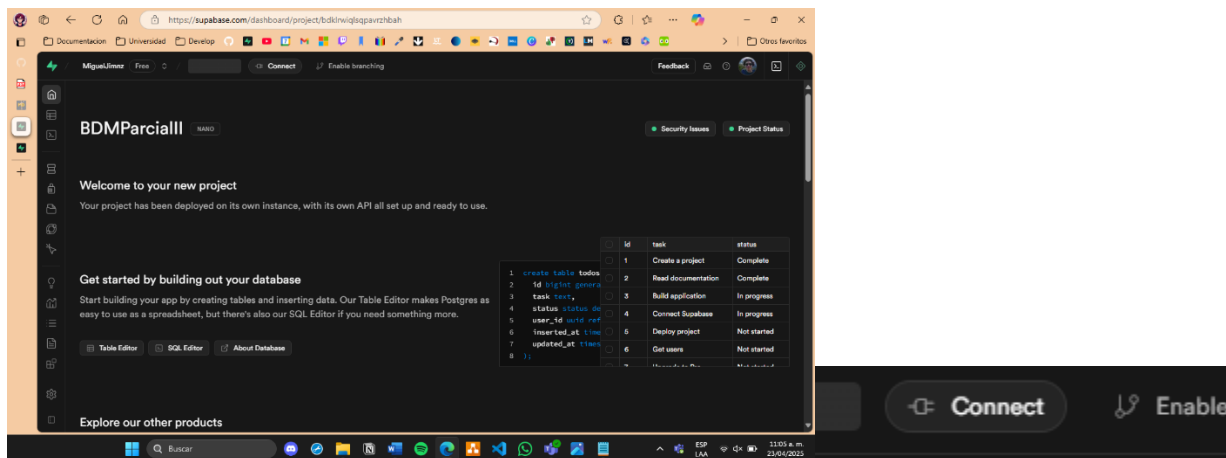 https://supabase.com/dashboard/project/bdklrwiqlsqpavrzhbah
Documentacion Universidad Develop Otros favoritos
MiguelJimnz Free Connect Enable branching Feedback
BDMParcialII NANO Security Issues Project Status
Welcome to your new project
Your project has been deployed on its own instance, with its own API all set up and ready to use.
Get started by building out your database
Start building your app by creating tables and inserting data. Our Table Editor makes Postgres as
easy to use as a spreadsheet, but there's also our SQL Editor if you need something more.
Table Editor SQL Editor About Database
1 create table todos
2 id bigint genera
3 task text,
4 status status de
5 user_id uuid ref
6 inserted_at time
7 updated_at times
8 );
id task status
1 Create a project Complete
2 Read documentation Complete
3 Build application In progress
4 Connect Supabase In progress
5 Deploy project Not started
6 Get users Not started
Explore our other products
Buscar
ESP
LAA
11:05 a. m.
23/04/2025
Connect Enable